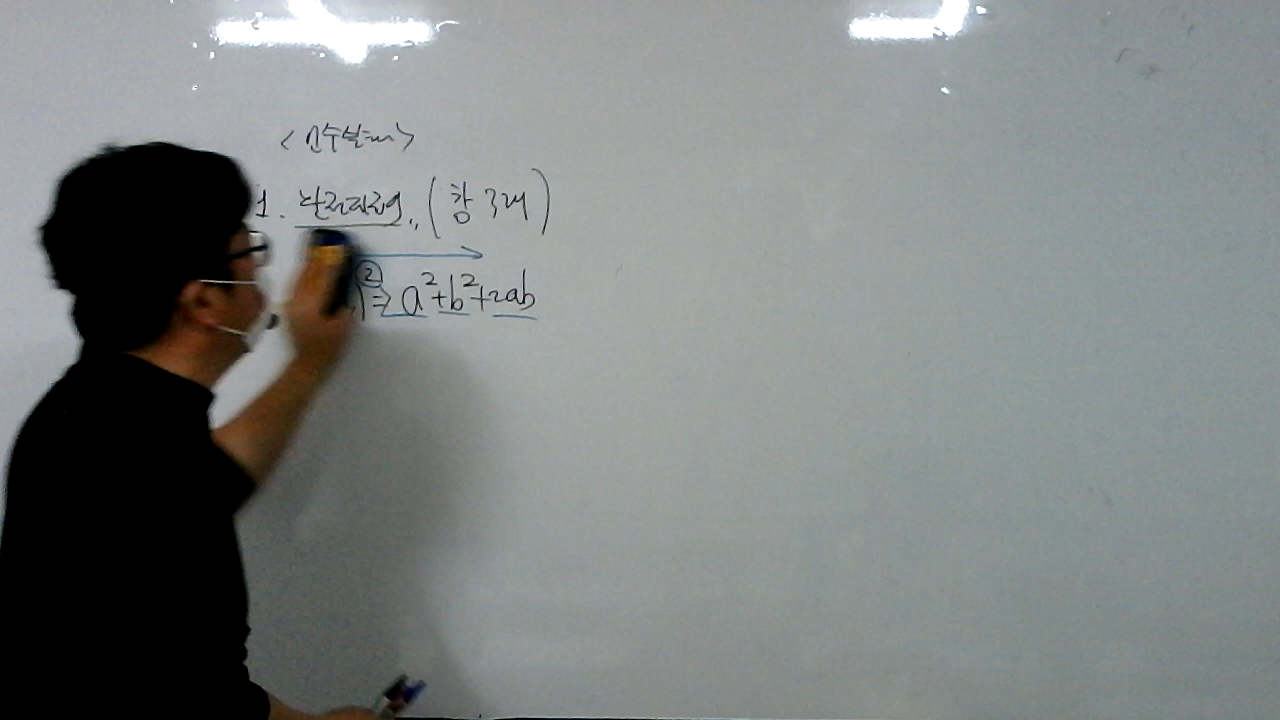 < 인수분해 >
1. 완전제곱식 (항 3개)
② ⇒ a²+b²+2ab